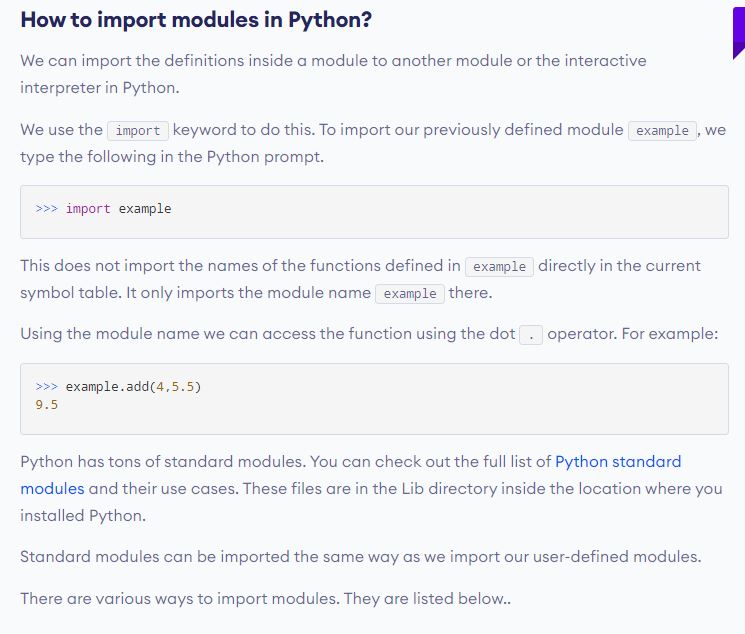 How to import modules in Python?
We can import the definitions inside a module to another module or the interactive
interpreter in Python.
We use the import keyword to do this. To import our previously defined module example, we
type the following in the Python prompt.
>>> import example
This does not import the names of the functions defined in example directly in the current
symbol table. It only imports the module name example there.
Using the module name we can access the function using the dot . operator. For example:
>>> example.add(4,5.5)
9.5
Python has tons of standard modules. You can check out the full list of Python standard
modules and their use cases. These files are in the Lib directory inside the location where you
installed Python.
Standard modules can be imported the same way as we import our user-defined modules.
There are various ways to import modules. They are listed below..